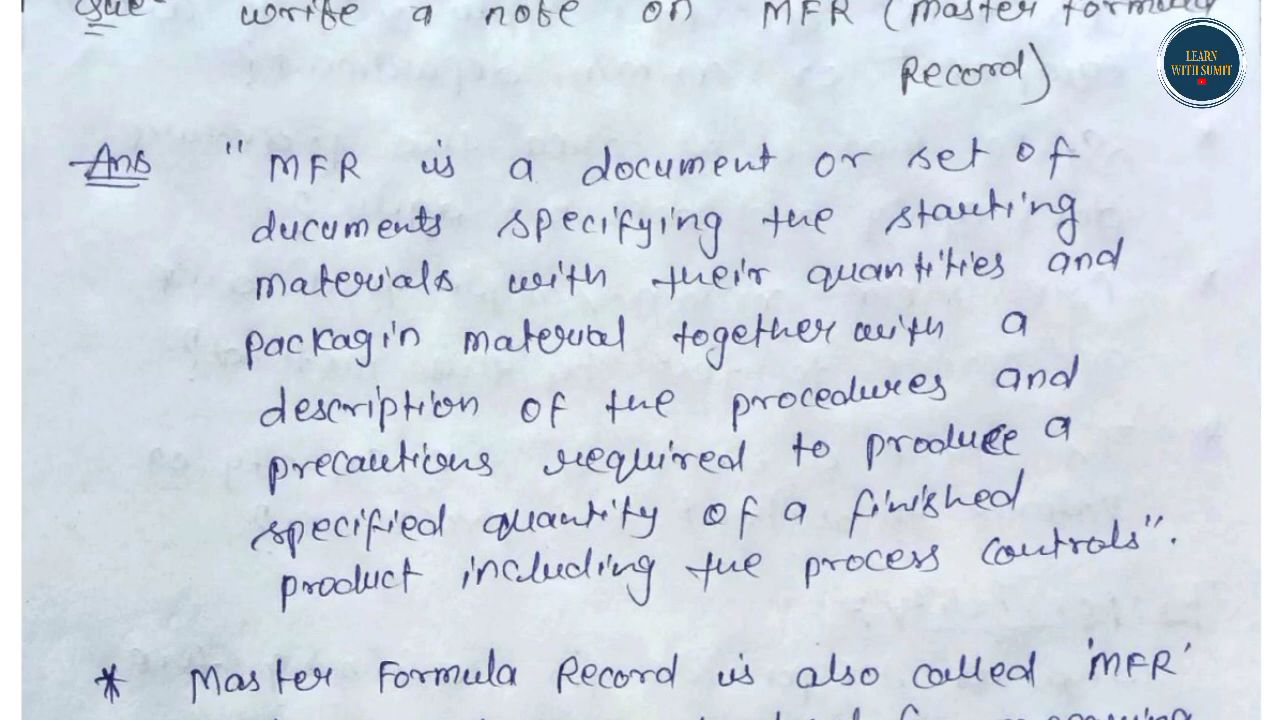 Que write a note on MFR (Master formula
Record)
LEARN
WITH SUMIT
Ans " MFR is a document or set of
ducuments specifying the starting
materials with their quantities and
packagin material together with a
description of the procedures and
precautions required to produce a
specified quantity of a finished
product including the process controls".
* Master Formula Record is also called 'MFR'